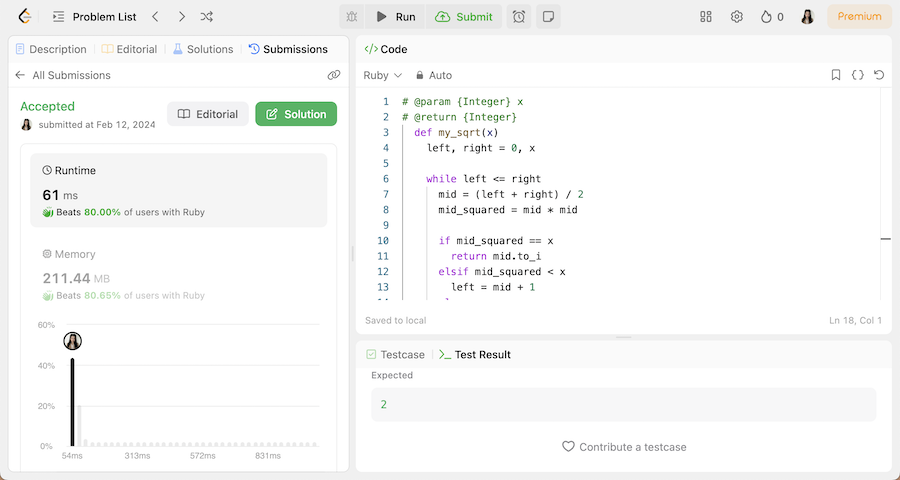 Problem List
Run
Submit
0
Premium
Description
Editorial
Solutions
Submissions
All Submissions
Accepted
submitted at Feb 12, 2024
Editorial
Solution
Runtime
61 ms
Beats 80.00% of users with Ruby
Memory
211.44 MB
Beats 80.65% of users with Ruby
60%
40%
20%
0%
54ms 313ms 572ms 831ms
</> Code
Ruby
Auto
1 # @param {Integer} x
2 # @return {Integer}
3 def my_sqrt(x)
4 left, right = 0, x
5
6 while left <= right
7 mid = (left + right) / 2
8 mid_squared = mid * mid
9
10 if mid_squared == x
11 return mid.to_i
12 elsif mid_squared < x
13 left = mid + 1
Saved to local
Ln 18, Col 1
Testcase
Test Result
Expected
2
Contribute a testcase